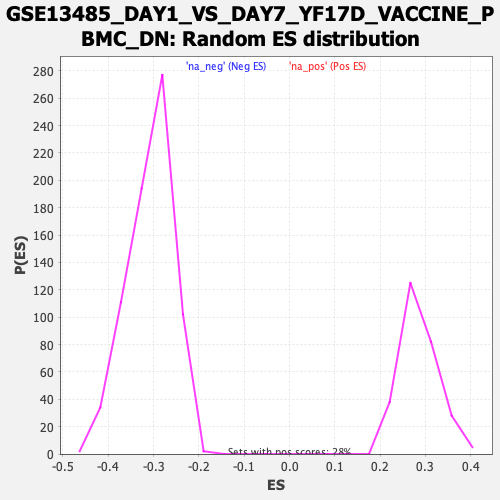 GSE13485_DAY1_VS_DAY7_YF17D_VACCINE_P
BMC_DN: Random ES distribution
'na_neg' (Neg ES) 'na_pos' (Pos ES)
280
260
240
220
200
180
160
140
120
100
80
60
40
20
0
P(ES)
Sets with pos scores: 28%
-0.5 -0.4 -0.3 -0.2 -0.1 0.0 0.1 0.2 0.3 0.4
ES